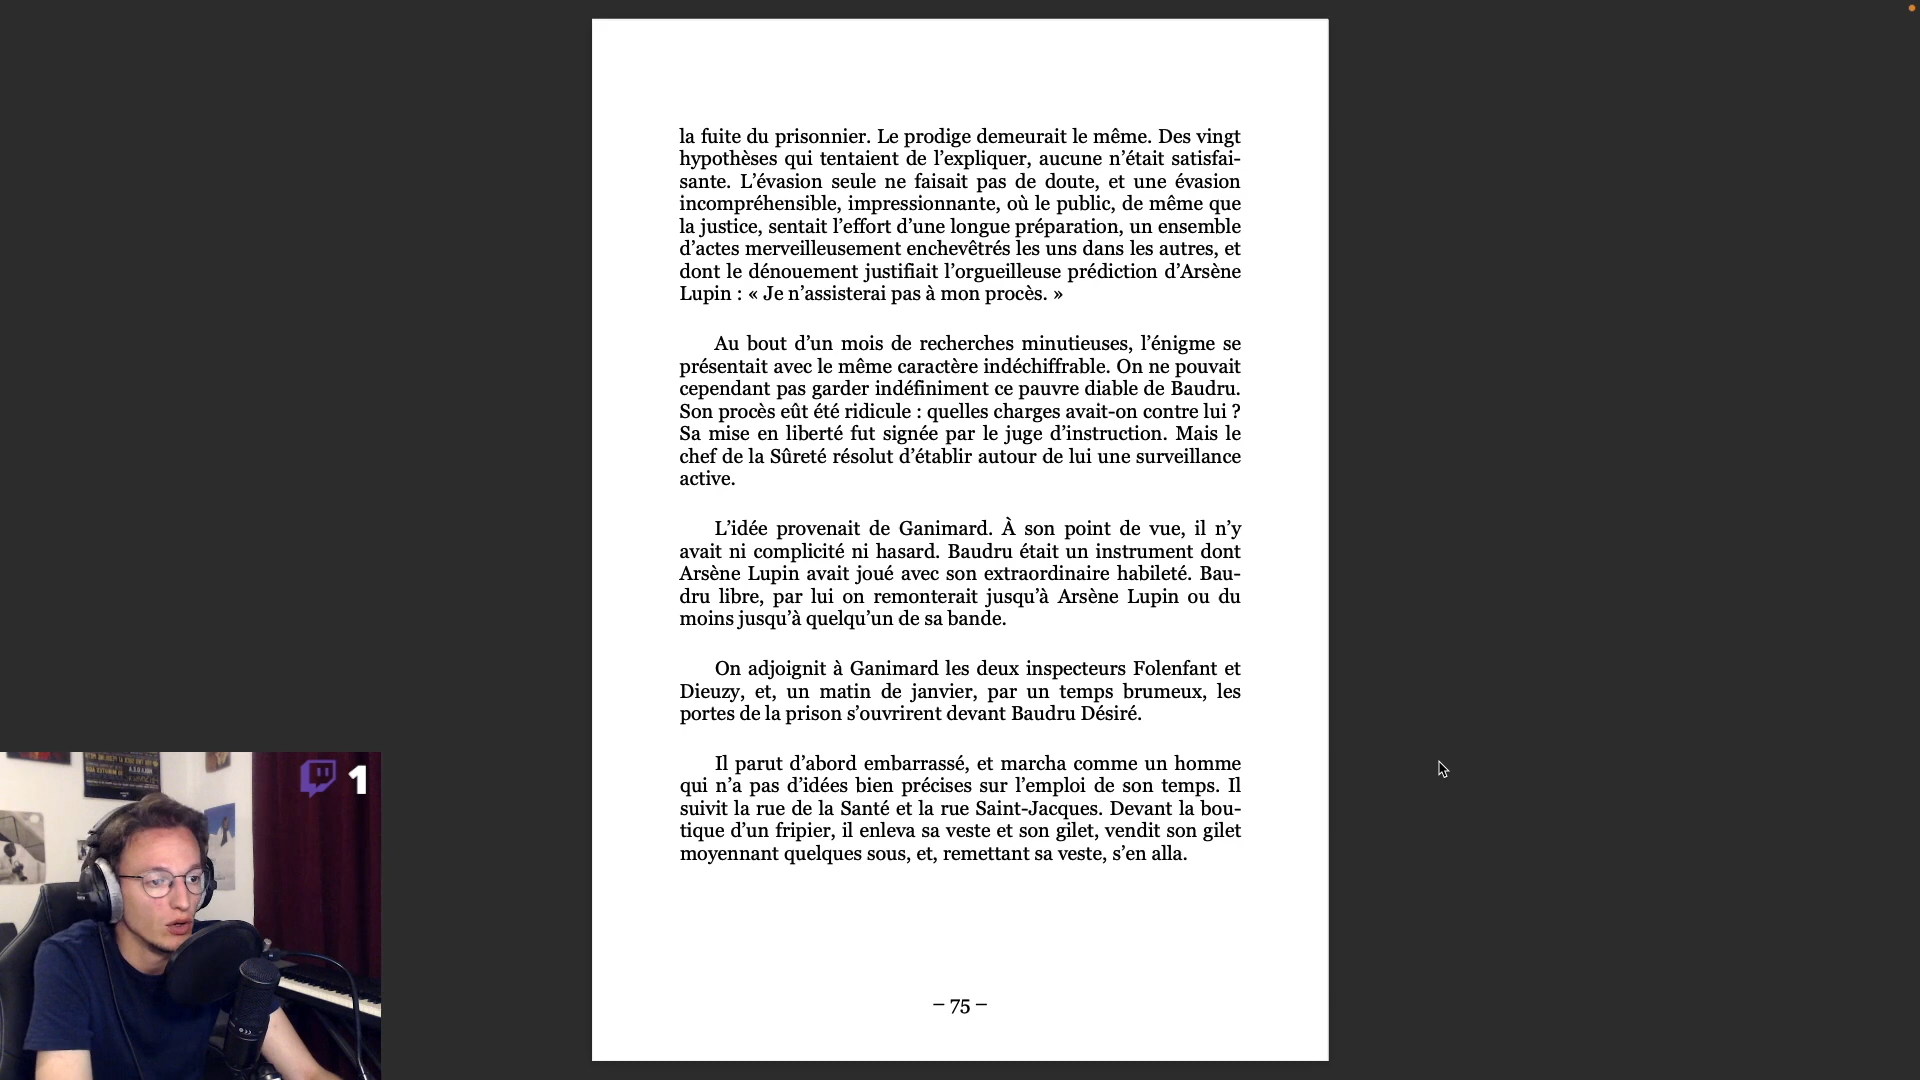 la fuite du prisonnier. Le prodige demeurait le même. Des vingt
hypothèses qui tentaient de l’expliquer, aucune n’était satisfai-
sante. L’évasion seule ne faisait pas de doute, et une évasion
incompréhensible, impressionnante, où le public, de même que
la justice, sentait l’effort d’une longue préparation, un ensemble
d’actes merveilleusement enchevêtrés les uns dans les autres, et
dont le dénouement justifiait l’orgueilleuse prédiction d’Arsène
Lupin : « Je n’assisterai pas à mon procès. »
Au bout d’un mois de recherches minutieuses, l’énigme se
présentait avec le même caractère indéchiffrable. On ne pouvait
cependant pas garder indéfiniment ce pauvre diable de Baudru.
Son procès eût été ridicule : quelles charges avait-on contre lui ?
Sa mise en liberté fut signée par le juge d’instruction. Mais le
chef de la Sûreté résolut d’établir autour de lui une surveillance
active.
L’idée provenait de Ganimard. À son point de vue, il n’y
avait ni complicité ni hasard. Baudru était un instrument dont
Arsène Lupin avait joué avec son extraordinaire habileté. Bau-
dru libre, par lui on remonterait jusqu’à Arsène Lupin ou du
moins jusqu’à quelqu’un de sa bande.
On adjoignit à Ganimard les deux inspecteurs Folenfant et
Dieuzy, et, un matin de janvier, par un temps brumeux, les
portes de la prison s’ouvrirent devant Baudru Désiré.
Il parut d’abord embarrassé, et marcha comme un homme
qui n’a pas d’idées bien précises sur l’emploi de son temps. Il
suivit la rue de la Santé et la rue Saint-Jacques. Devant la bou-
tique d’un fripier, il enleva sa veste et son gilet, vendit son gilet
moyennant quelques sous, et, remettant sa veste, s’en alla.
– 75 –
1